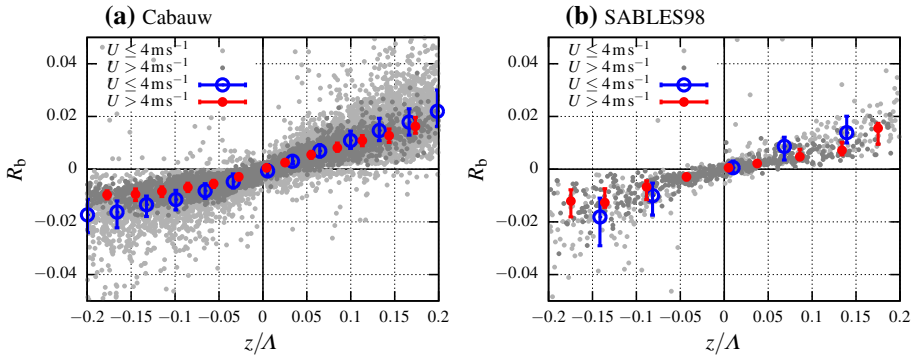 (a) Cabauw
U ≤ 4 m s⁻¹
U > 4 m s⁻¹
U ≤ 4 m s⁻¹
U > 4 m s⁻¹
0.04
0.02
0
−0.02
−0.04
R_b
−0.2 −0.15 −0.1 −0.05 0 0.05 0.1 0.15 0.2
z/Λ
(b) SABLES98
U ≤ 4 m s⁻¹
U > 4 m s⁻¹
U ≤ 4 m s⁻¹
U > 4 m s⁻¹
0.04
0.02
0
−0.02
−0.04
R_b
−0.2 −0.15 −0.1 −0.05 0 0.05 0.1 0.15 0.2
z/Λ